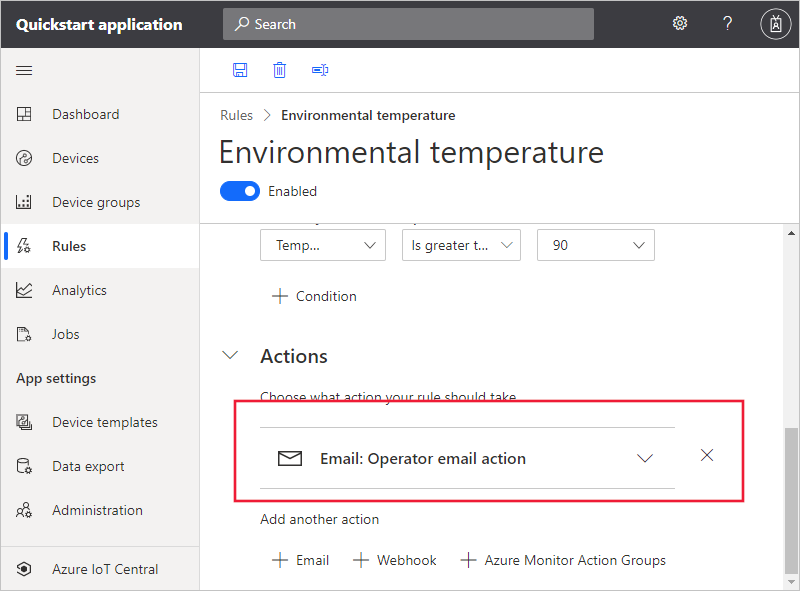 Quickstart application
Search
?
Dashboard
Devices
Device groups
Rules
Analytics
Jobs
App settings
Device templates
Data export
Administration
Azure IoT Central
Rules > Environmental temperature
Environmental temperature
Enabled
Temp... Is greater t... 90
+ Condition
Actions
Choose what action your rule should take
Email: Operator email action
Add another action
+ Email + Webhook + Azure Monitor Action Groups